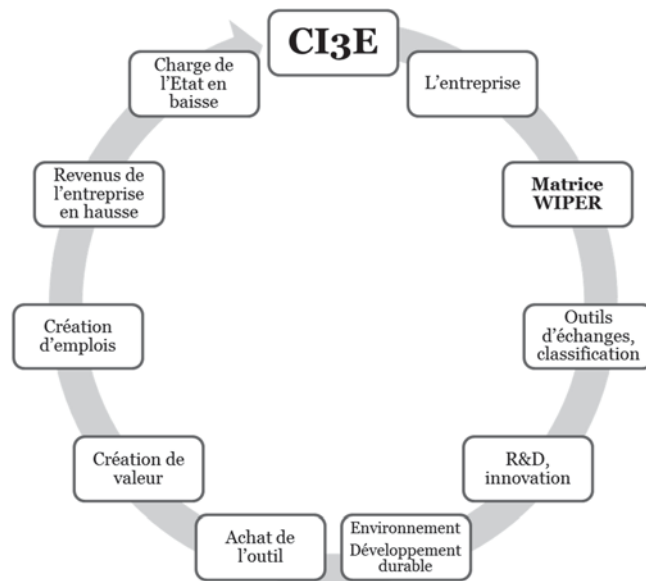 CI3E
L'entreprise
Matrice
WIPER
Outils
d'échanges,
classification
R&D,
innovation
Environnement
Développement
durable
Achat de
l'outil
Création de
valeur
Création
d'emplois
Revenus de
l'entreprise
en hausse
Charge de
l'Etat en
baisse